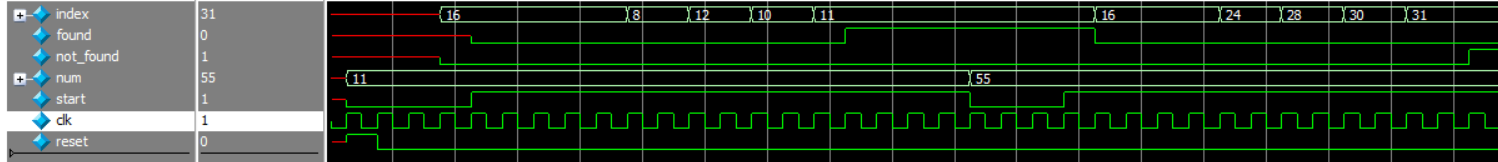 index 31 16 8 12 10 11 16 24 28 30 31
found 0
not_found 1
num 55 11 55
start 1
clk 1
reset 0